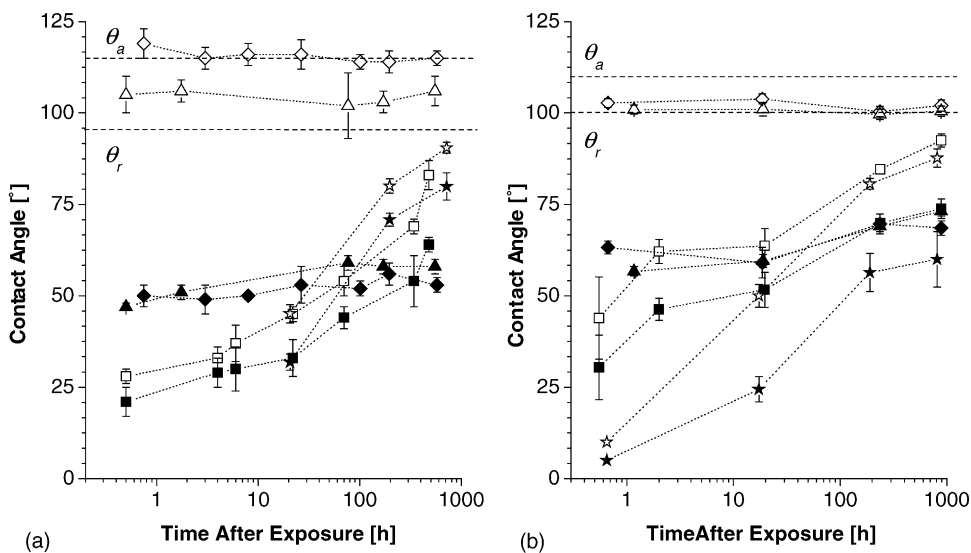 125
100
75
50
25
0
θa
θr
Contact Angle [°]
1
10
100
1000
Time After Exposure [h]
(a)
125
100
75
50
25
0
θa
θr
Contact Angle [°]
1
10
100
1000
TimeAfter Exposure [h]
(b)